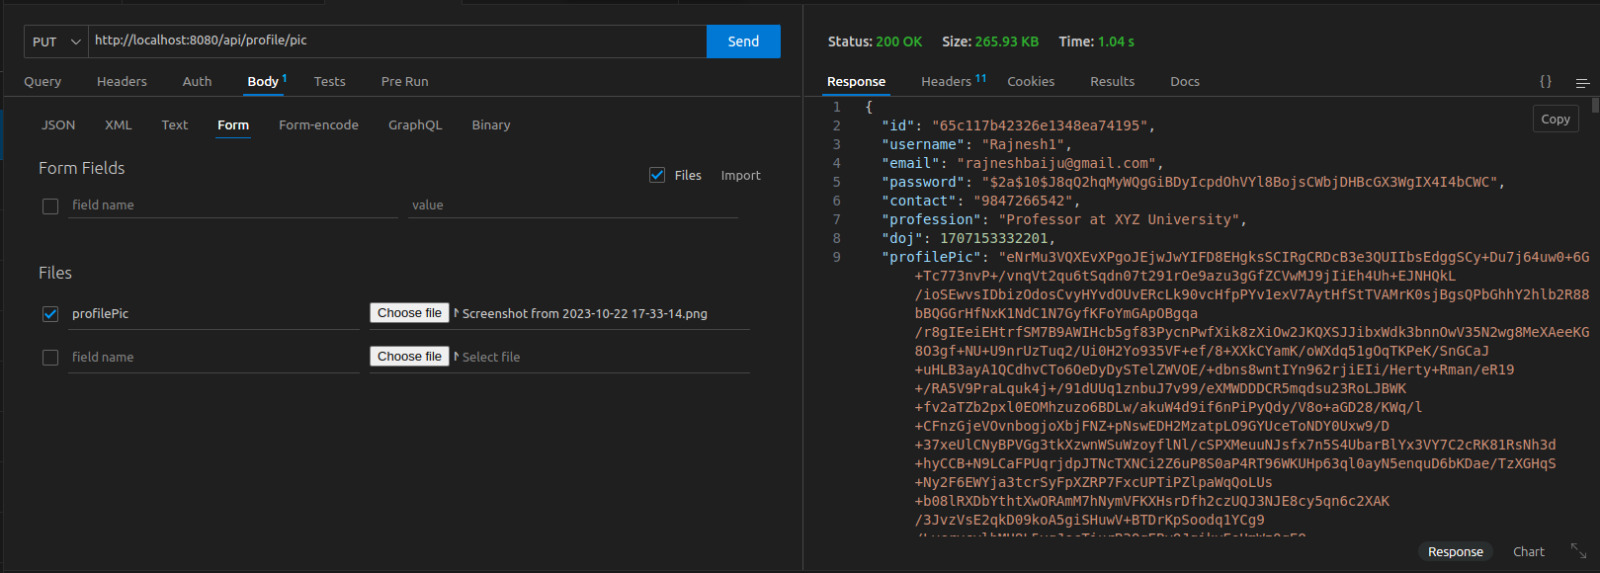 PUT http://localhost:8080/api/profile/pic Send
Query Headers Auth Body 1 Tests Pre Run
JSON XML Text Form Form-encode GraphQL Binary
Form Fields
Files Import
field name value
Files
profilePic Choose file Screenshot from 2023-10-22 17-33-14.png
field name Choose file Select file
Status: 200 OK Size: 265.93 KB Time: 1.04 s
Response Headers 11 Cookies Results Docs {}
Copy
1 {
2 "id": "65c117b42326e1348ea74195",
3 "username": "Rajnesh1",
4 "email": "rajneshbaiju@gmail.com",
5 "password": "$2a$10$J8qQ2hqMyWQgGiBDyIcpdOhVYl8BojsCWbjDHBcGX3WgIX4I4bCWC",
6 "contact": "9847266542",
7 "profession": "Professor at XYZ University",
8 "doj": 1707153332201,
9 "profilePic": "eNrMu3VQXEvXPgoJEjwJwYIFD8EHgksSCIRgCRDcB3e3QUIIbsEdggSCy+Du7j64uw0+6G
+Tc773nvP+/vnqVt2qu6tSqdn07t291rOe9azu3gGfZCVwMJ9jIiEh4Uh+EJNHQkL
/ioSEwvsIDbizOdosCvyHYvdOUvERcLk90vcHfpPYv1exV7AytHfStTVAMrK0sjBgsQPbGhhY2hlb2R88
bBQGGrHfNxK1NdC1N7GyfKFoYmGApOBgqa
/r8gIEeiEHtrfSM7B9AWIHcb5gf83PycnPwfXik8zXiOw2JKQXSJJibxWdk3bnnOwV35N2wg8MeXAeeKG
8O3gf+NU+U9nrUzTuq2/Ui0H2Yo935VF+ef/8+XXkCYamK/oWXdq51gOqTKPeK/SnGCaJ
+uHLB3ayA1QCdhvCTo6OeDyDySTelZWVOE/+dbns8wntIYn962rjiEIi/Herty+Rman/eR19
+/RA5V9PraLquk4j+/91dUUq1znbuJ7v99/eXMWDDDCR5mqdsu23RoLJBWK
+fv2aTZb2pxl0EOMhzuzo6BDLw/akuW4d9if6nPiPyQdy/V8o+aGD28/KWq/l
+CFnzGjeVOvnbogjoXbjFNZ+pNswEDH2MzatpLO9GYUceToNDY0Uxw9/D
+37xeUlCNyBPVGg3tkXzwnWSuWzoyflNl/cSPXMeuuNJsfx7n5S4UbarBlYx3VY7C2cRK81RsNh3d
+hyCCB+N9LCaFPUqrjdpJTNcTXNCi2Z6uP8S0aP4RT96WKUHp63ql0ayN5enquD6bKDae/TzXGHqS
+Ny2F6EWYja3tcrSyFpXZRP7FxcUPTiPZlpaWqQoLUs
+b08lRXDbYthtXwORAmM7hNymVFKXHsrDfh2czUQJ3NJE8cy5qn6c2XAK
/3JvzVsE2qkD09koA5giSHuwV+BTDrKpSoodq1YCg9
Response Chart